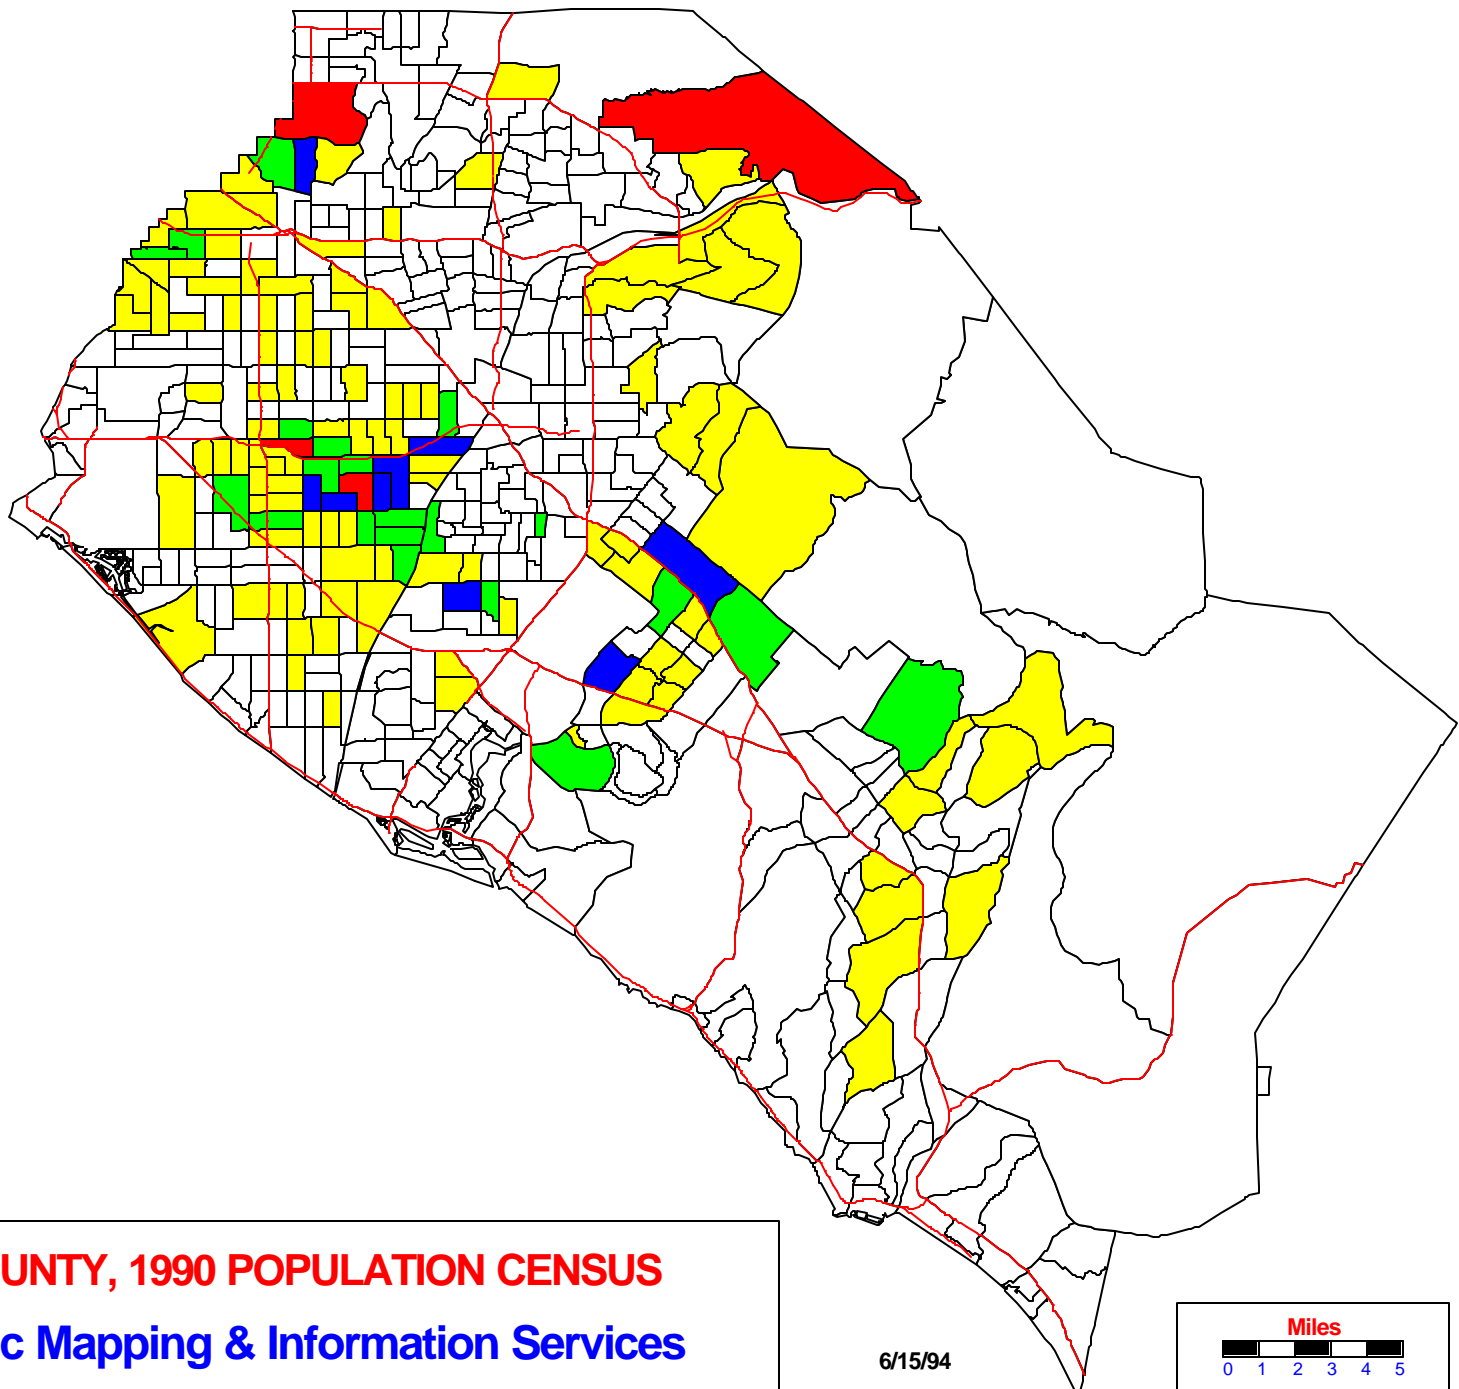 UNTY, 1990 POPULATION CENSUS
c Mapping & Information Services
6/15/94
Miles
0 1 2 3 4 5